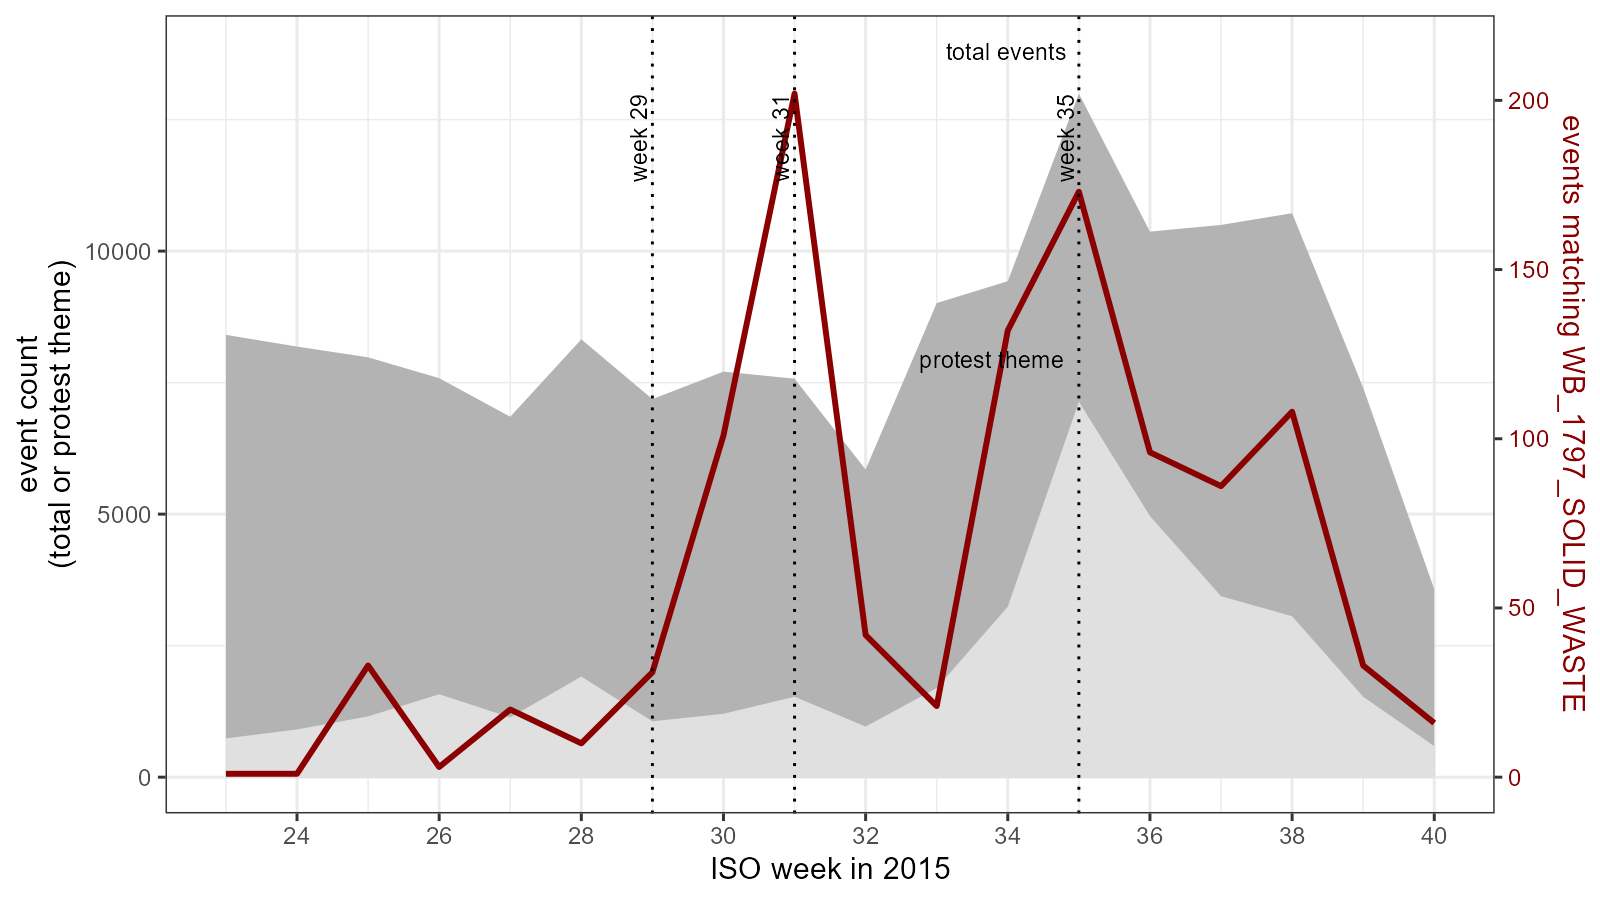 total events
week 29
week 31
week 35
protest theme
event count
(total or protest theme)
10000
5000
0
200
150
100
50
0
events matching WB_1797_SOLID_WASTE
24
26
28
30
32
34
36
38
40
ISO week in 2015